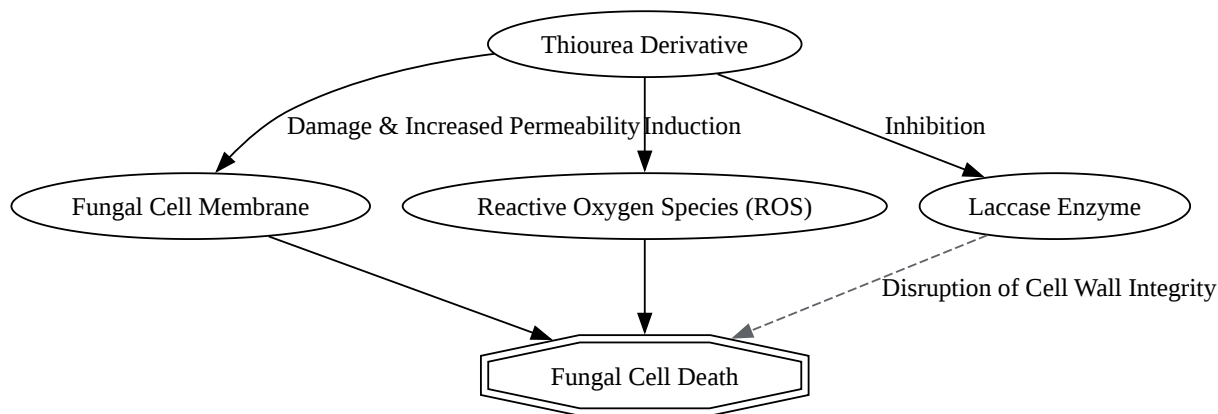 Thiourea Derivative
Damage & Increased Permeability
Induction
Inhibition
Fungal Cell Membrane
Reactive Oxygen Species (ROS)
Laccase Enzyme
Disruption of Cell Wall Integrity
Fungal Cell Death